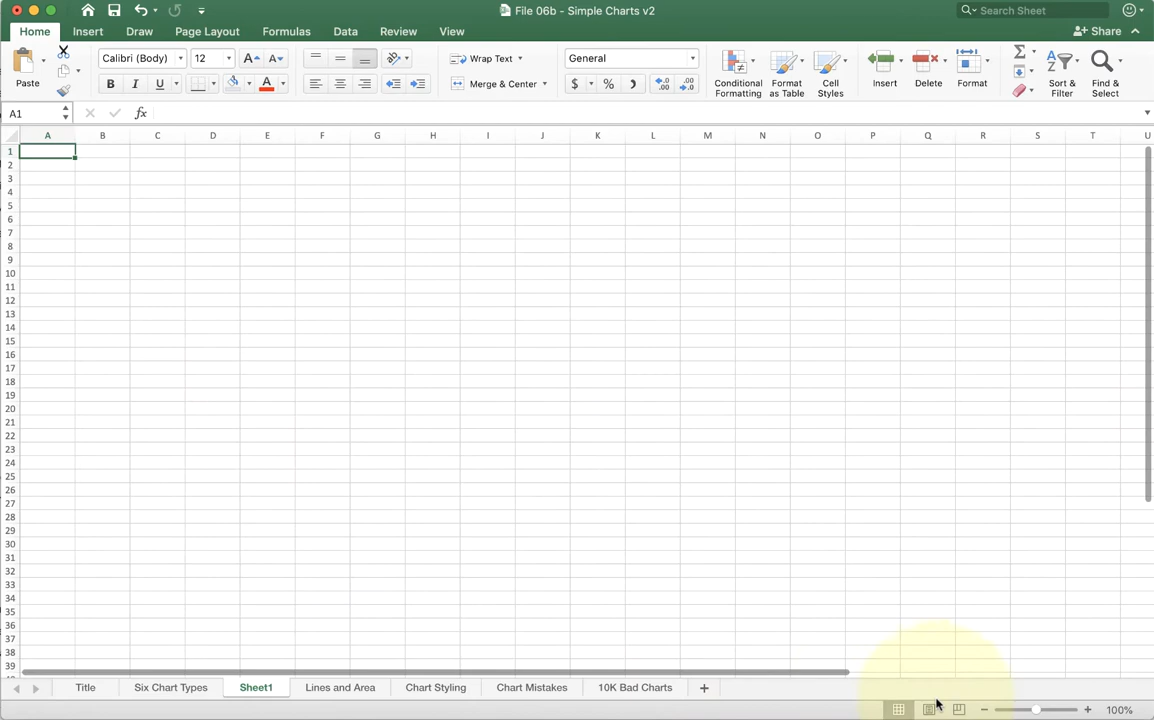 File 06b - Simple Charts v2
Search Sheet
Home Insert Draw Page Layout Formulas Data Review View
Share
Paste
Calibri (Body) 12
Wrap Text
General
B I U
Merge & Center
$ %
Conditional Formatting
Format as Table
Cell Styles
Insert
Delete
Format
Sort & Filter
Find & Select
A1 fx
A B C D E F G H I J K L M N O P Q R S T U
1
2
3
4
5
6
7
8
9
10
11
12
13
14
15
16
17
18
19
20
21
22
23
24
25
26
27
28
29
30
31
32
33
34
35
36
37
38
39
Title Six Chart Types Sheet1 Lines and Area Chart Styling Chart Mistakes 10K Bad Charts +
100%